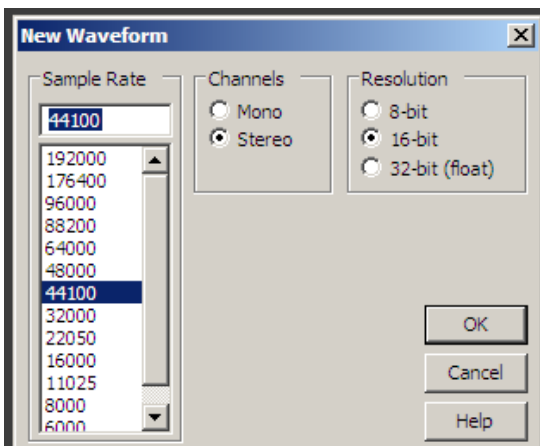 New Waveform
Sample Rate
44100
192000
176400
96000
88200
64000
48000
44100
32000
22050
16000
11025
8000
6000
Channels
Mono
Stereo
Resolution
8-bit
16-bit
32-bit (float)
OK
Cancel
Help